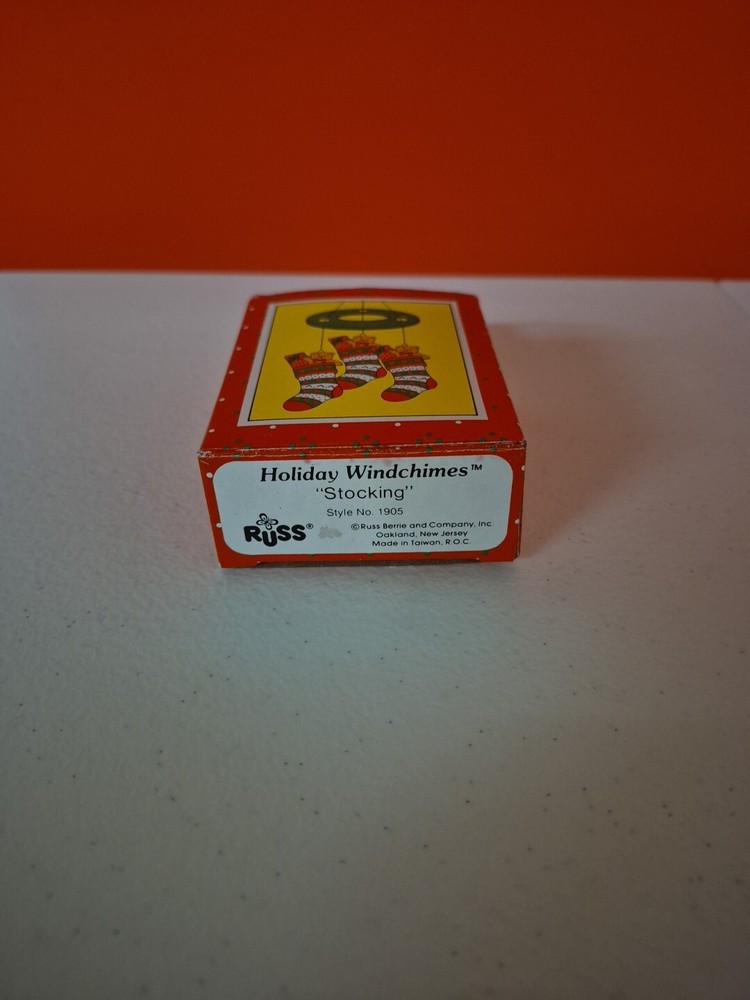 Holiday Windchimes™
"Stocking"
Style No. 1905
RUSS®
©Russ Berrie and Company, Inc.
Oakland, New Jersey
Made in Taiwan, R.O.C.